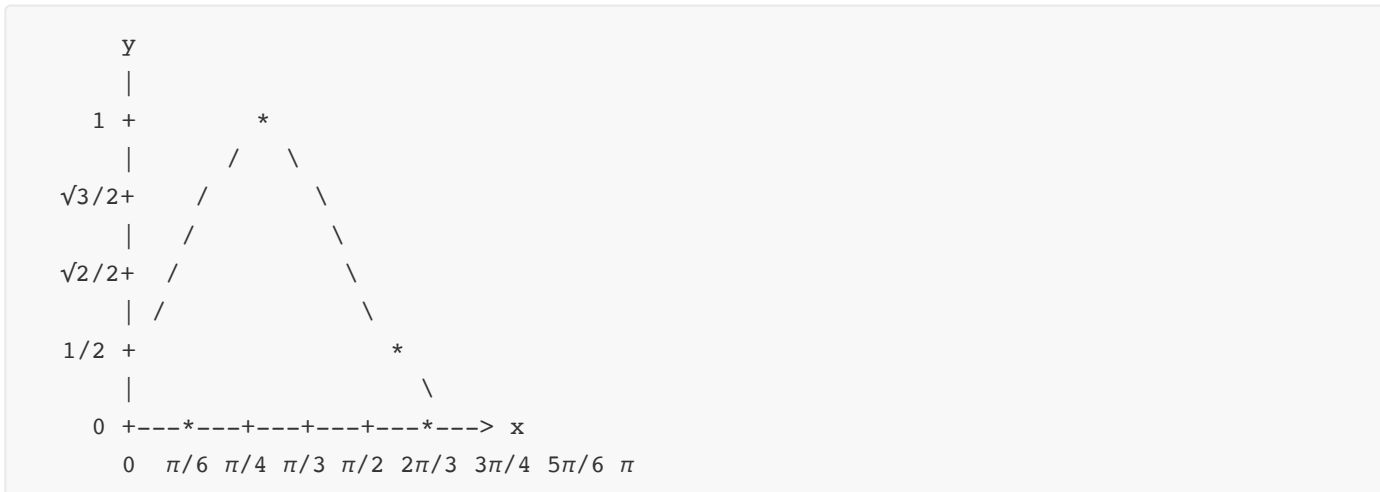 y
|
1 +         *
|       /   \
√3/2+    /       \
|   /         \
√2/2+  /           \
| /             \
1/2 +                 *
|                   \
0 +---*---+---+---+---*---> x
0  π/6 π/4 π/3 π/2 2π/3 3π/4 5π/6 π